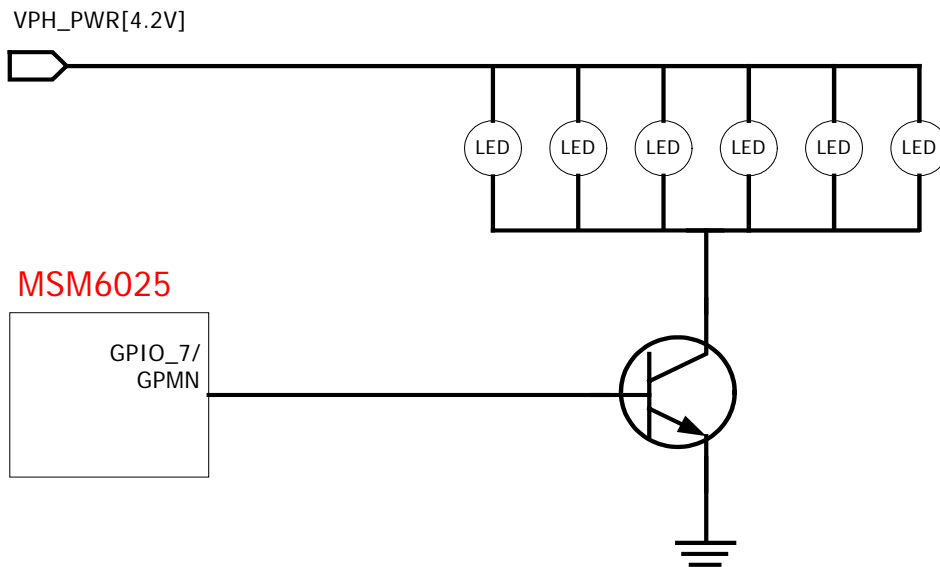 VPH_PWR[4.2V]
LED LED LED LED LED LED
MSM6025
GPIO_7/
GPMN